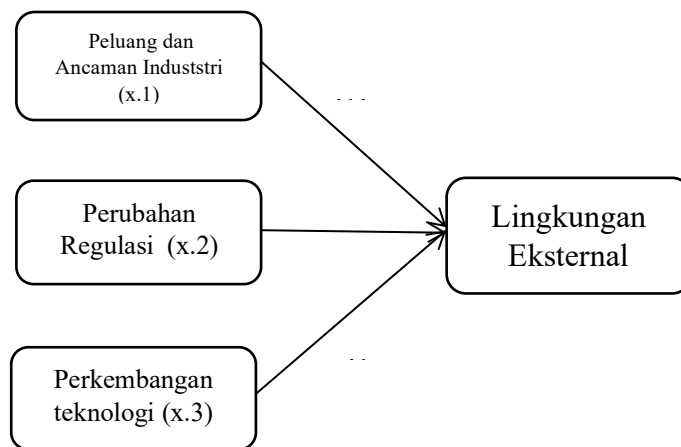 Peluang dan
Ancaman Induststri
(x.1)
Perubahan
Regulasi (x.2)
Lingkungan
Eksternal
Perkembangan
teknologi (x.3)